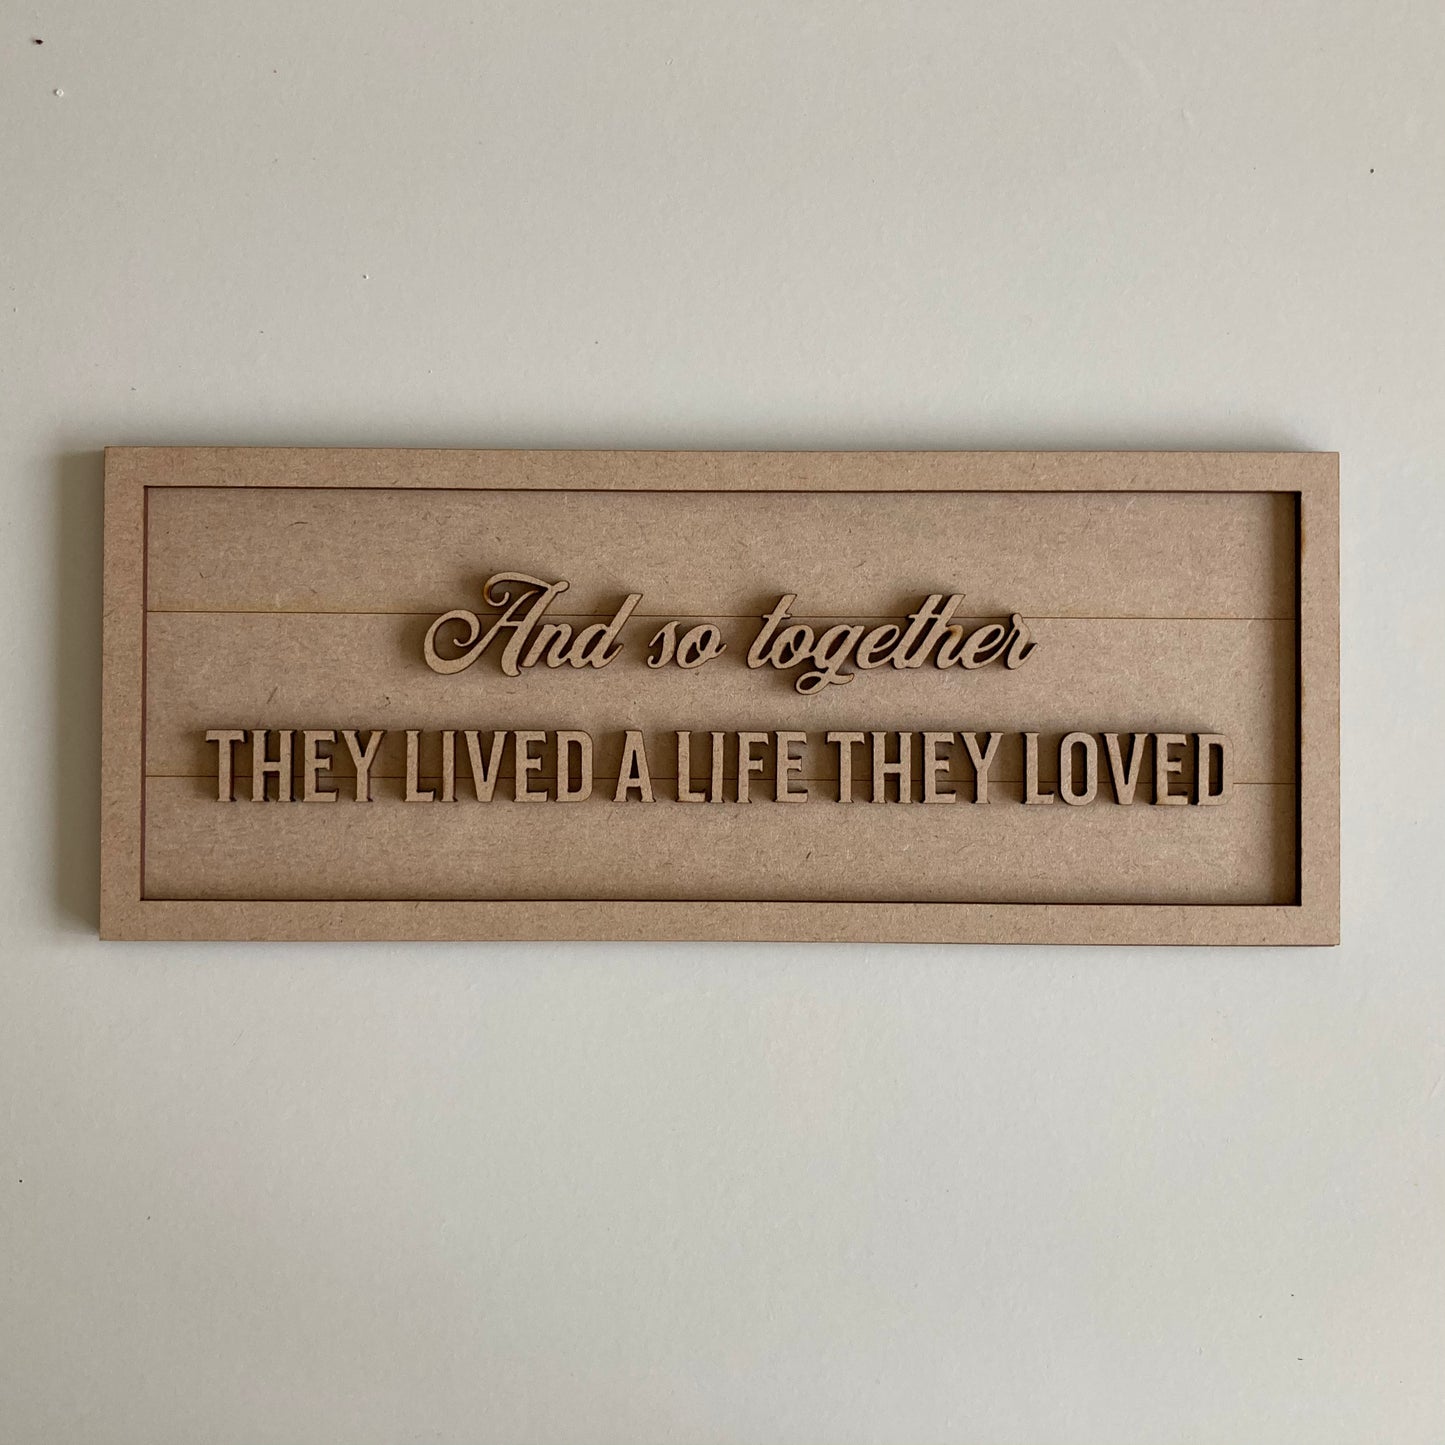 And so together
THEY LIVED A LIFE THEY LOVED